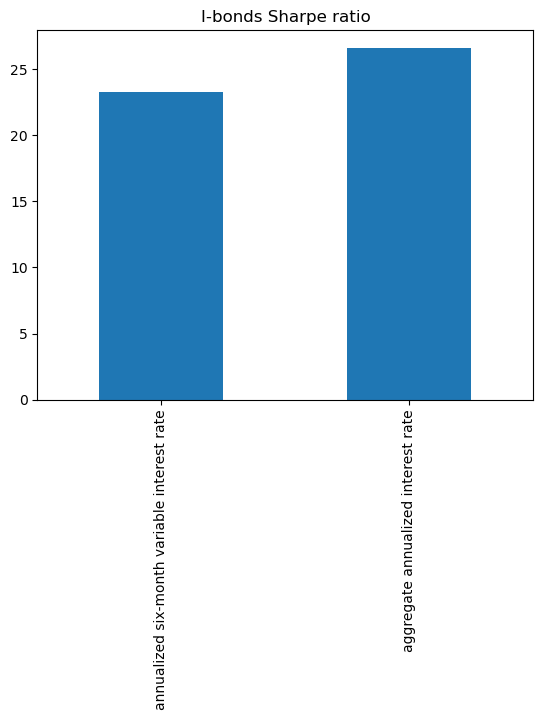 I-bonds Sharpe ratio
25
20
15
10
5
0
annualized six-month variable interest rate
aggregate annualized interest rate